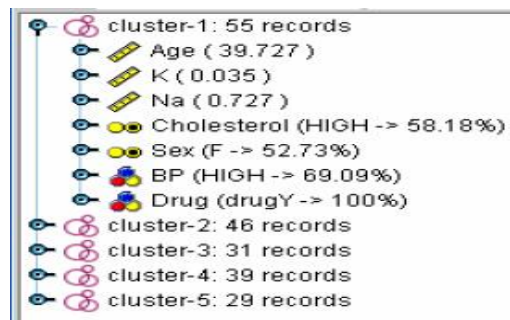 cluster-1: 55 records
Age (39.727)
K (0.035)
Na (0.727)
Cholesterol (HIGH -> 58.18%)
Sex (F -> 52.73%)
BP (HIGH -> 69.09%)
Drug (drugY -> 100%)
cluster-2: 46 records
cluster-3: 31 records
cluster-4: 39 records
cluster-5: 29 records